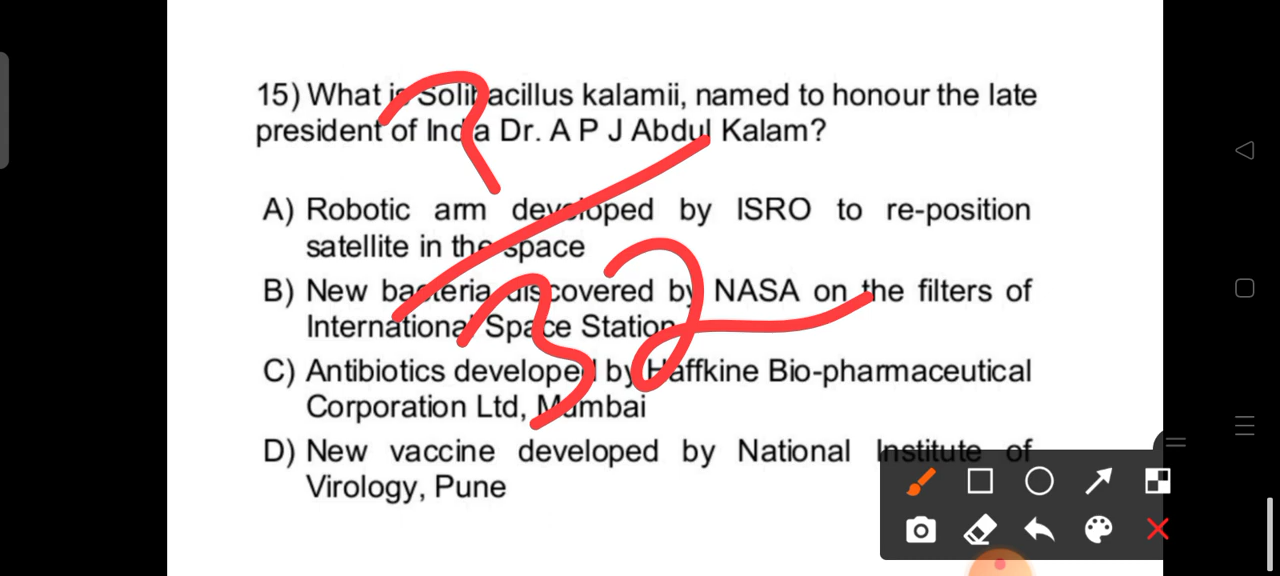 15) What is Solibacillus kalamii, named to honour the late
president of India Dr. A P J Abdul Kalam?
A) Robotic arm developed by ISRO to re-position
satellite in the space
B) New bacteria discovered by NASA on the filters of
International Space Station
C) Antibiotics developed by Haffkine Bio-pharmaceutical
Corporation Ltd, Mumbai
D) New vaccine developed by National Institute of
Virology, Pune
?
32